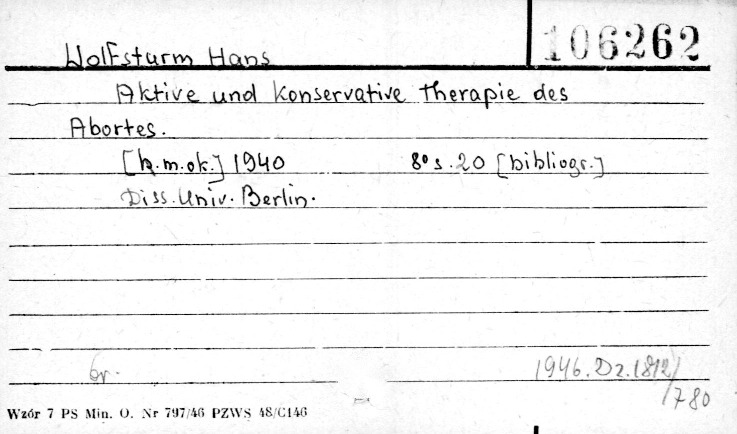 106262
Wolfsturm Hans
Aktive und Konservative Therapie des
Abortes.
[b.m.ok.] 1940 8° s. 20 [bibliogr.]
Diss. Univ. Berlin.
br.
1946. Dz. 1812/
/780
Wzór 7 PS Min. O. Nr 797/46 PZWS 48/C146